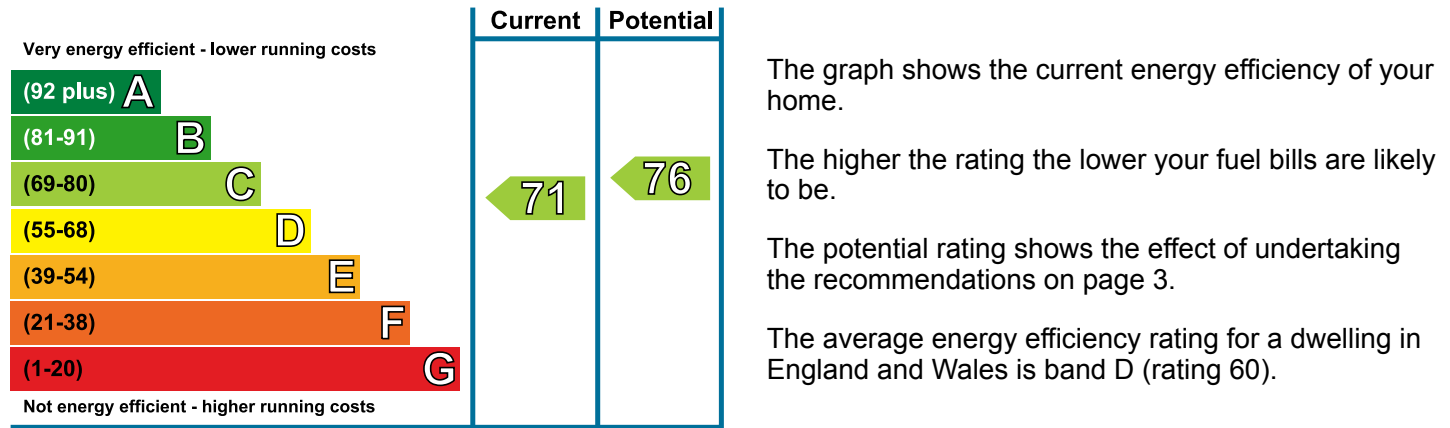 Current Potential
Very energy efficient - lower running costs
(92 plus) A
(81-91) B
(69-80) C
(55-68) D
(39-54) E
(21-38) F
(1-20) G
Not energy efficient - higher running costs
71
76
The graph shows the current energy efficiency of your
home.
The higher the rating the lower your fuel bills are likely
to be.
The potential rating shows the effect of undertaking
the recommendations on page 3.
The average energy efficiency rating for a dwelling in
England and Wales is band D (rating 60).